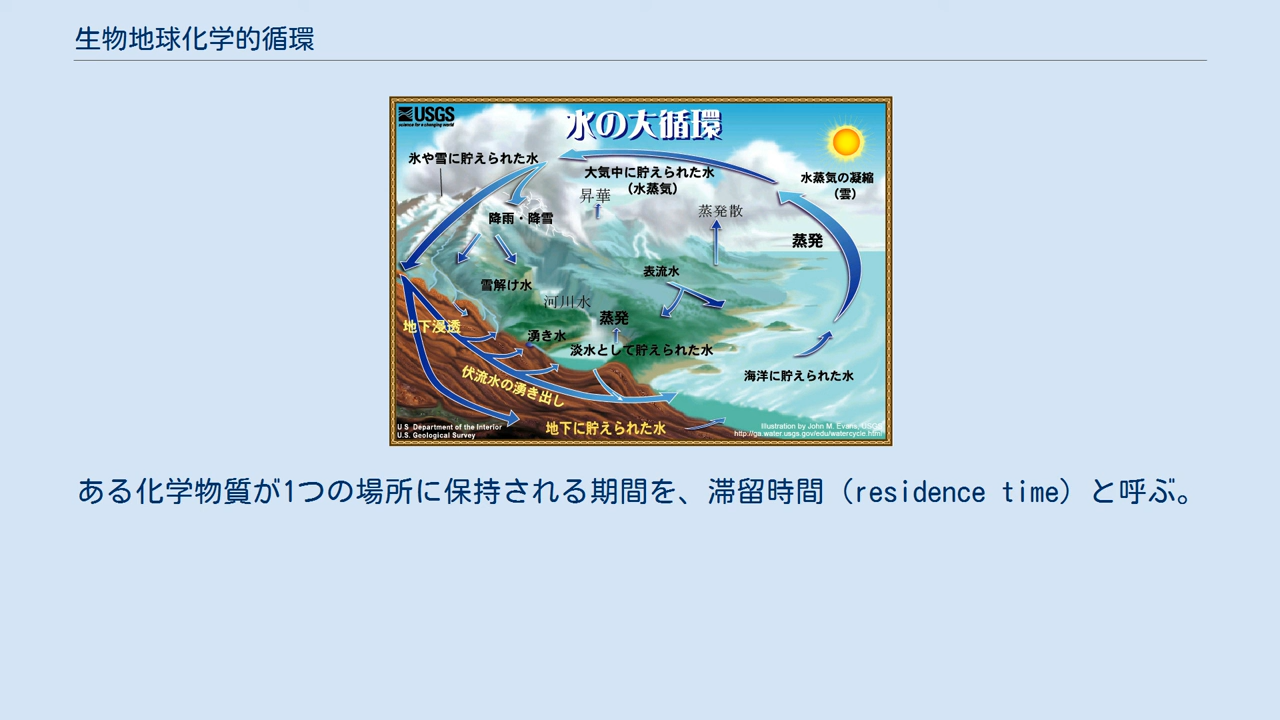 生物地球化学的循環
USGS
science for a changing world
水の大循環
氷や雪に貯えられた水
大気中に貯えられた水
（水蒸気）
水蒸気の凝縮
（雲）
昇華
降雨・降雪
蒸発散
蒸発
表流水
雪解け水
河川水
蒸発
地下浸透
湧き水
淡水として貯えられた水
伏流水の湧き出し
海洋に貯えられた水
地下に貯えられた水
U.S. Department of the Interior
U.S. Geological Survey
Illustration by John M. Evans, USGS
http://ga.water.usgs.gov/edu/watercycle.html
ある化学物質が1つの場所に保持される期間を、滞留時間（residence time）と呼ぶ。